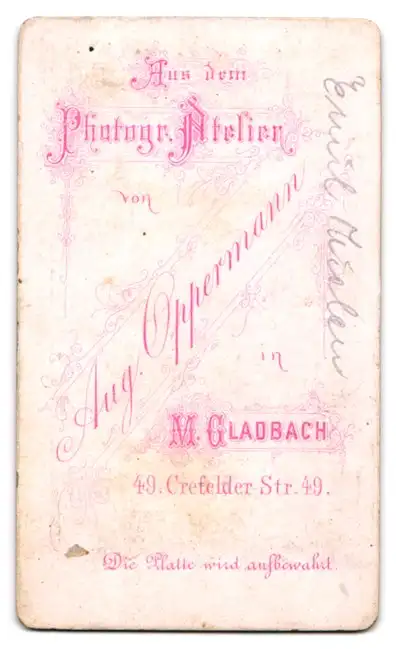 Aus dem
Photogr. Atelier
von
Aug. Oppermann
in
M. GLADBACH
49. Crefelder Str. 49.
Die Platte wird aufbewahrt.
Emil